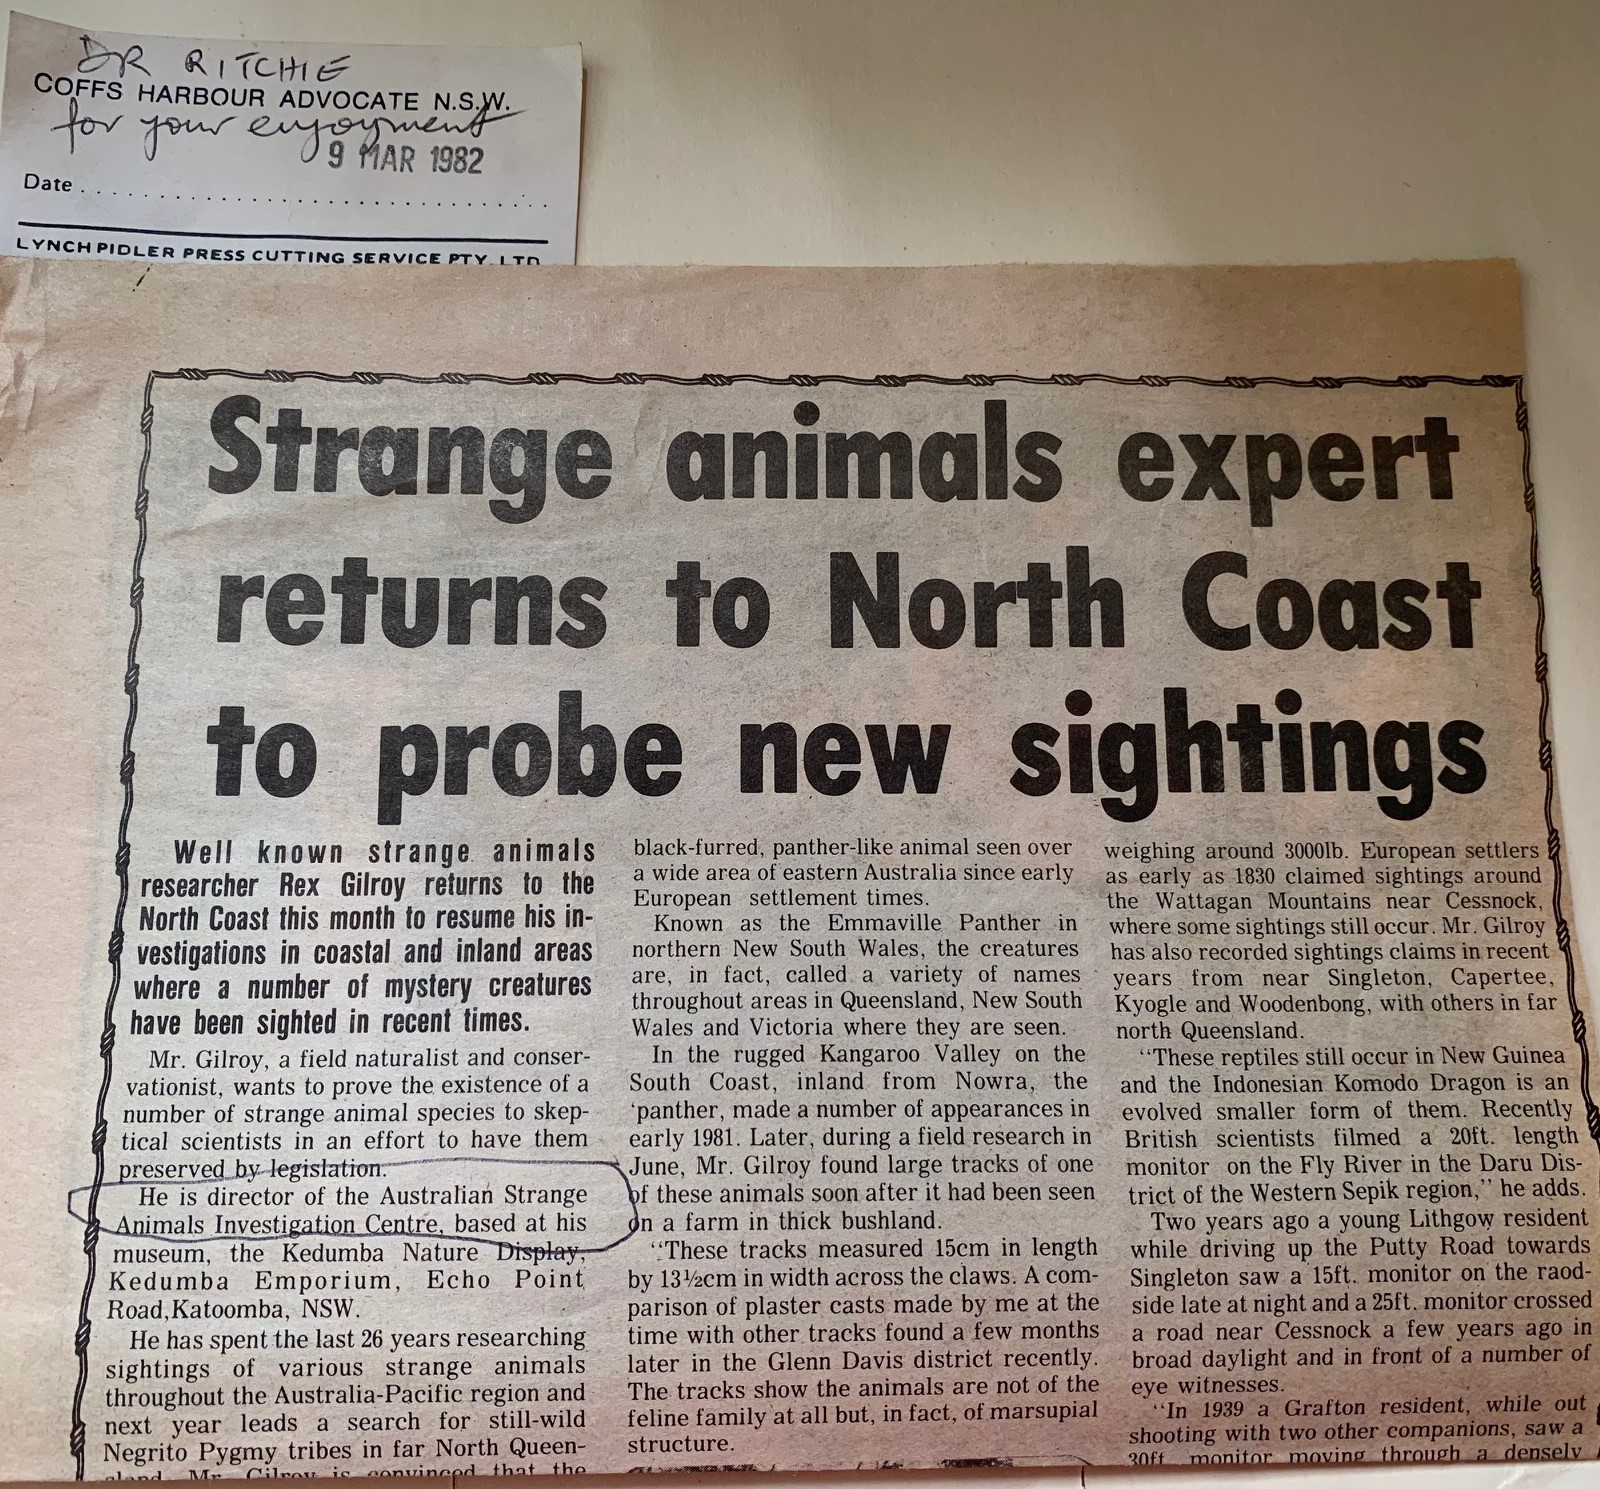 DR RITCHIE
COFFS HARBOUR ADVOCATE N.S.W.
for your enjoyment
9 MAR 1982
Date
LYNCH PIDLER PRESS CUTTING SERVICE PTY. LTD
Strange animals expert
returns to North Coast
to probe new sightings
Well known strange animals
researcher Rex Gilroy returns to the
North Coast this month to resume his in-
vestigations in coastal and inland areas
where a number of mystery creatures
have been sighted in recent times.
Mr. Gilroy, a field naturalist and conser-
vationist, wants to prove the existence of a
number of strange animal species to skep-
tical scientists in an effort to have them
preserved by legislation.
He is director of the Australian Strange
Animals Investigation Centre, based at his
museum, the Kedumba Nature Display,
Kedumba Emporium, Echo Point
Road,Katoomba, NSW.
He has spent the last 26 years researching
sightings of various strange animals
throughout the Australia-Pacific region and
next year leads a search for still-wild
Negrito Pygmy tribes in far North Queen-
sland. Mr. Gilroy is convinced that the
black-furred, panther-like animal seen over
a wide area of eastern Australia since early
European settlement times.
Known as the Emmaville Panther in
northern New South Wales, the creatures
are, in fact, called a variety of names
throughout areas in Queensland, New South
Wales and Victoria where they are seen.
In the rugged Kangaroo Valley on the
South Coast, inland from Nowra, the
'panther, made a number of appearances in
early 1981. Later, during a field research in
June, Mr. Gilroy found large tracks of one
of these animals soon after it had been seen
on a farm in thick bushland.
"These tracks measured 15cm in length
by 13½cm in width across the claws. A com-
parison of plaster casts made by me at the
time with other tracks found a few months
later in the Glenn Davis district recently.
The tracks show the animals are not of the
feline family at all but, in fact, of marsupial
structure.
weighing around 3000lb. European settlers
as early as 1830 claimed sightings around
the Wattagan Mountains near Cessnock,
where some sightings still occur. Mr. Gilroy
has also recorded sightings claims in recent
years from near Singleton, Capertee,
Kyogle and Woodenbong, with others in far
north Queensland.
"These reptiles still occur in New Guinea
and the Indonesian Komodo Dragon is an
evolved smaller form of them. Recently
British scientists filmed a 20ft. length
monitor on the Fly River in the Daru Dis-
trict of the Western Sepik region," he adds.
Two years ago a young Lithgow resident
while driving up the Putty Road towards
Singleton saw a 15ft. monitor on the raod-
side late at night and a 25ft. monitor crossed
a road near Cessnock a few years ago in
broad daylight and in front of a number of
eye witnesses.
"In 1939 a Grafton resident, while out
shooting with two other companions, saw a
30ft. monitor moving through a densely